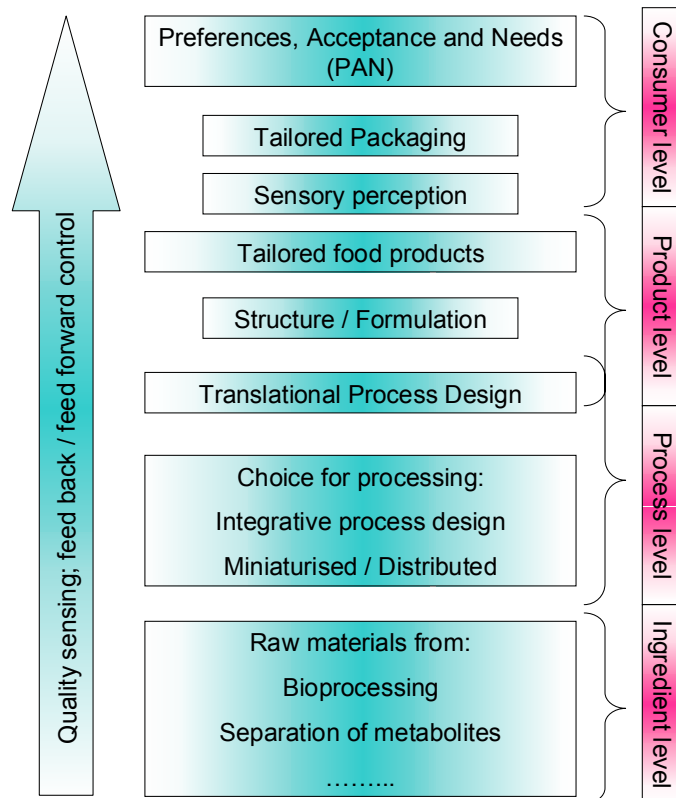 Preferences, Acceptance and Needs
(PAN)
Tailored Packaging
Sensory perception
Tailored food products
Structure / Formulation
Translational Process Design
Choice for processing:
Integrative process design
Miniaturised / Distributed
Raw materials from:
Bioprocessing
Separation of metabolites
……...
Quality sensing; feed back / feed forward control
Consumer level
Product level
Process level
Ingredient level